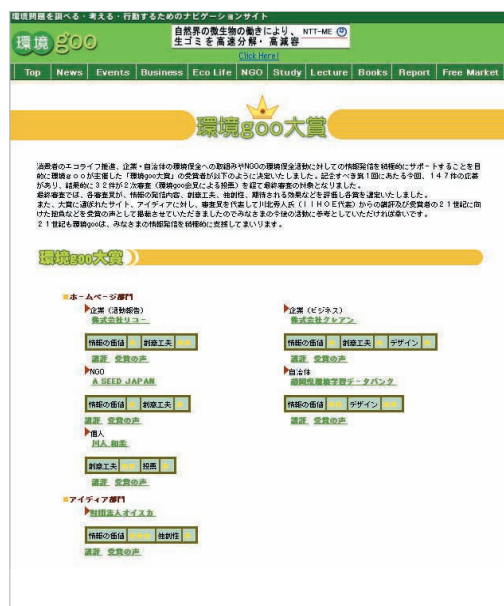 環境問題を調べる・考える・行動するためのナビゲーションサイト
環境 goo
自然界の微生物の働きにより、 NTT-ME
生ゴミを高速分解・高減容
Click Here!
Top News Events Business Eco Life NGO Study Lecture Books Report Free Market
環境goo大賞
消費者のエコライフ推進、企業・自治体の環境保全への取組みやNGOの環境保全活動に対しての情報発信を積極的にサポートすることを目
的に環境gooが主催した「環境goo大賞」の受賞者が以下のように決定いたしました。記念すべき第1回にあたる今回、147件の応募
があり、結果的に32件が2次審査（環境goo会員による投票）を経て最終審査の対象となりました。
最終審査では、各審査員が、情報の発信内容、創意工夫、独創性、期待される効果などを評価し各賞を選定いたしました。
また、大賞に選ばれたサイト、アイディアに対し、審査員を代表して川北秀人氏（IIHOE代表）からの講評及び受賞者の21世紀に向
けた抱負などを受賞の声として掲載させていただきましたのでみなさまの今後の活動に参考としていただければ幸いです。
21世紀も環境gooは、みなさまの情報発信を積極的に支援してまいります。
環境goo大賞
ホームページ部門
企業（活動報告）
株式会社リコー
情報の価値 創意工夫
講評 受賞の声
企業（ビジネス）
株式会社クレアン
情報の価値 創意工夫 デザイン
講評 受賞の声
NGO
A SEED JAPAN
情報の価値 創意工夫
講評 受賞の声
自治体
静岡県環境学習データバンク
情報の価値 デザイン
講評 受賞の声
個人
創意工夫 投票
講評 受賞の声
アイディア部門
財団法人オイスカ
情報の価値 独創性
講評 受賞の声